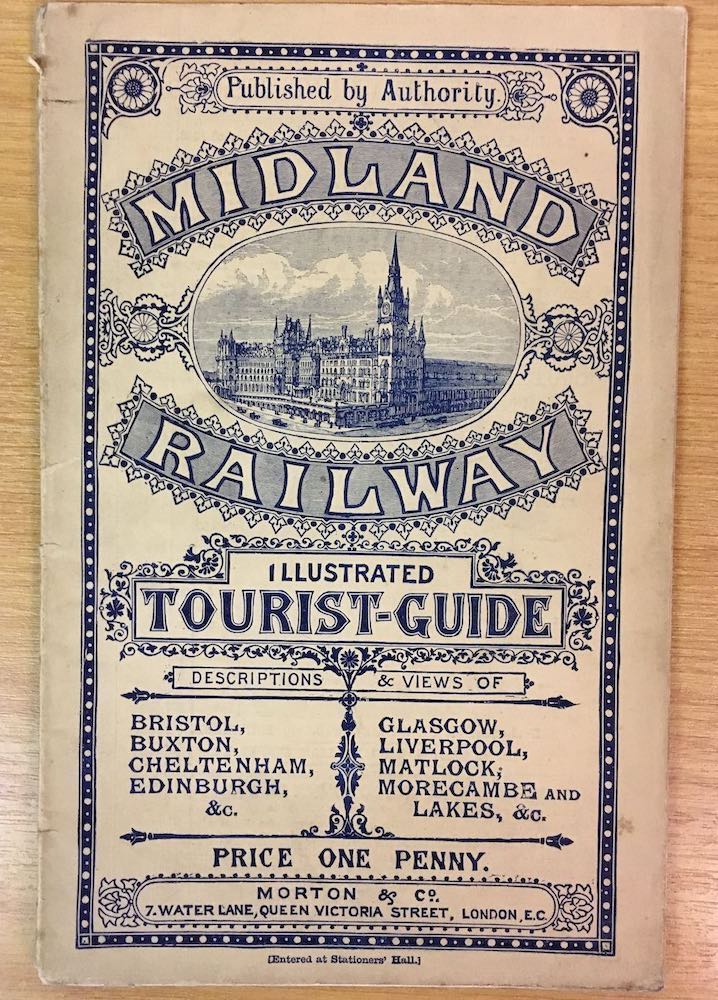 Published by Authority.
MIDLAND
RAILWAY
ILLUSTRATED
TOURIST-GUIDE
DESCRIPTIONS & VIEWS OF
BRISTOL,
BUXTON,
CHELTENHAM,
EDINBURGH,
&c.
GLASGOW,
LIVERPOOL,
MATLOCK,
MORECAMBE AND
LAKES, &c.
PRICE ONE PENNY.
MORTON & Co.
7. WATER LANE, QUEEN VICTORIA STREET, LONDON, E.C.
[Entered at Stationers' Hall.]